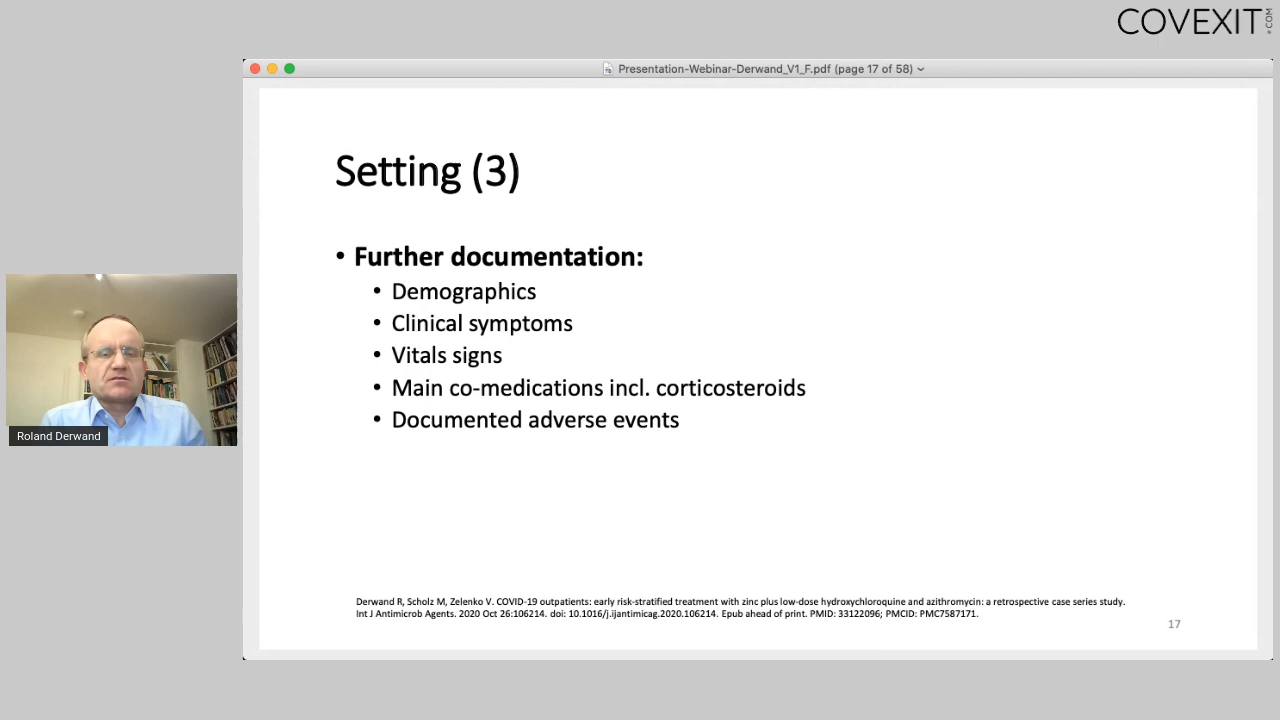 COVEXIT.COM
Presentation-Webinar-Derwand_V1_F.pdf (page 17 of 58)
Setting (3)
• Further documentation:
• Demographics
• Clinical symptoms
• Vitals signs
• Main co-medications incl. corticosteroids
• Documented adverse events
Roland Derwand
Derwand R, Scholz M, Zelenko V. COVID-19 outpatients: early risk-stratified treatment with zinc plus low-dose hydroxychloroquine and azithromycin: a retrospective case series study.
Int J Antimicrob Agents. 2020 Oct 26:106214. doi: 10.1016/j.ijantimicag.2020.106214. Epub ahead of print. PMID: 33122096; PMCID: PMC7587171.
17